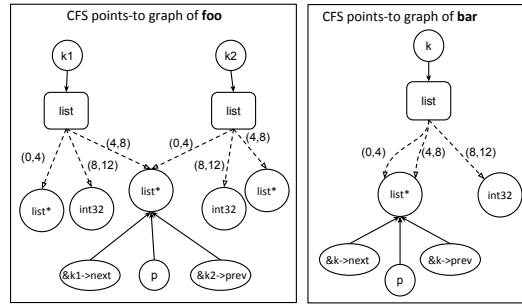 CFS points-to graph of foo
k1
k2
list
list
(0,4)
(4,8)
(0,4)
(4,8)
(8,12)
(8,12)
list*
int32
list*
int32
list*
&k1->next
p
&k2->prev
CFS points-to graph of bar
k
list
(0,4)
(4,8)
(8,12)
list*
int32
&k->next
p
&k->prev